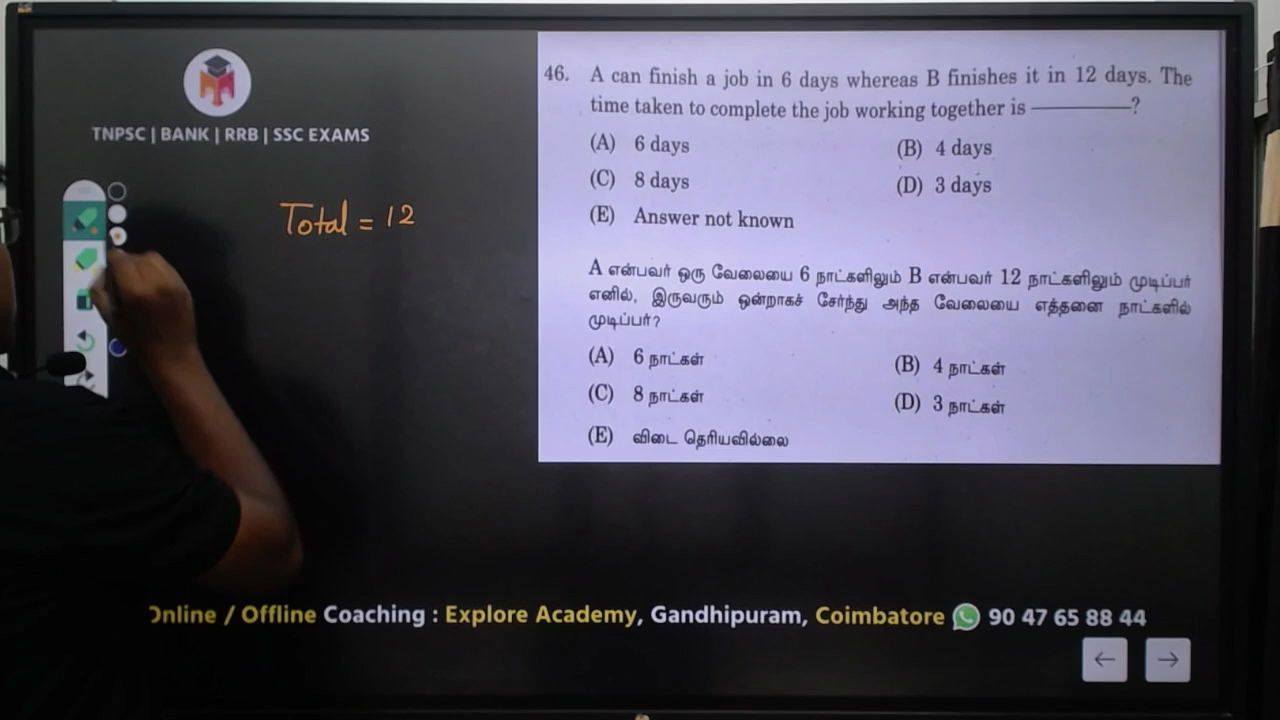 TNPSC | BANK | RRB | SSC EXAMS
Total = 12
46. A can finish a job in 6 days whereas B finishes it in 12 days. The
time taken to complete the job working together is ————?
(A) 6 days (B) 4 days
(C) 8 days (D) 3 days
(E) Answer not known
A என்பவர் ஒரு வேலையை 6 நாட்களிலும் B என்பவர் 12 நாட்களிலும் முடிப்பர்
எனில், இருவரும் ஒன்றாகச் சேர்ந்து அந்த வேலையை எத்தனை நாட்களில்
முடிப்பர்?
(A) 6 நாட்கள் (B) 4 நாட்கள்
(C) 8 நாட்கள் (D) 3 நாட்கள்
(E) விடை தெரியவில்லை
Online / Offline Coaching : Explore Academy, Gandhipuram, Coimbatore 90 47 65 88 44